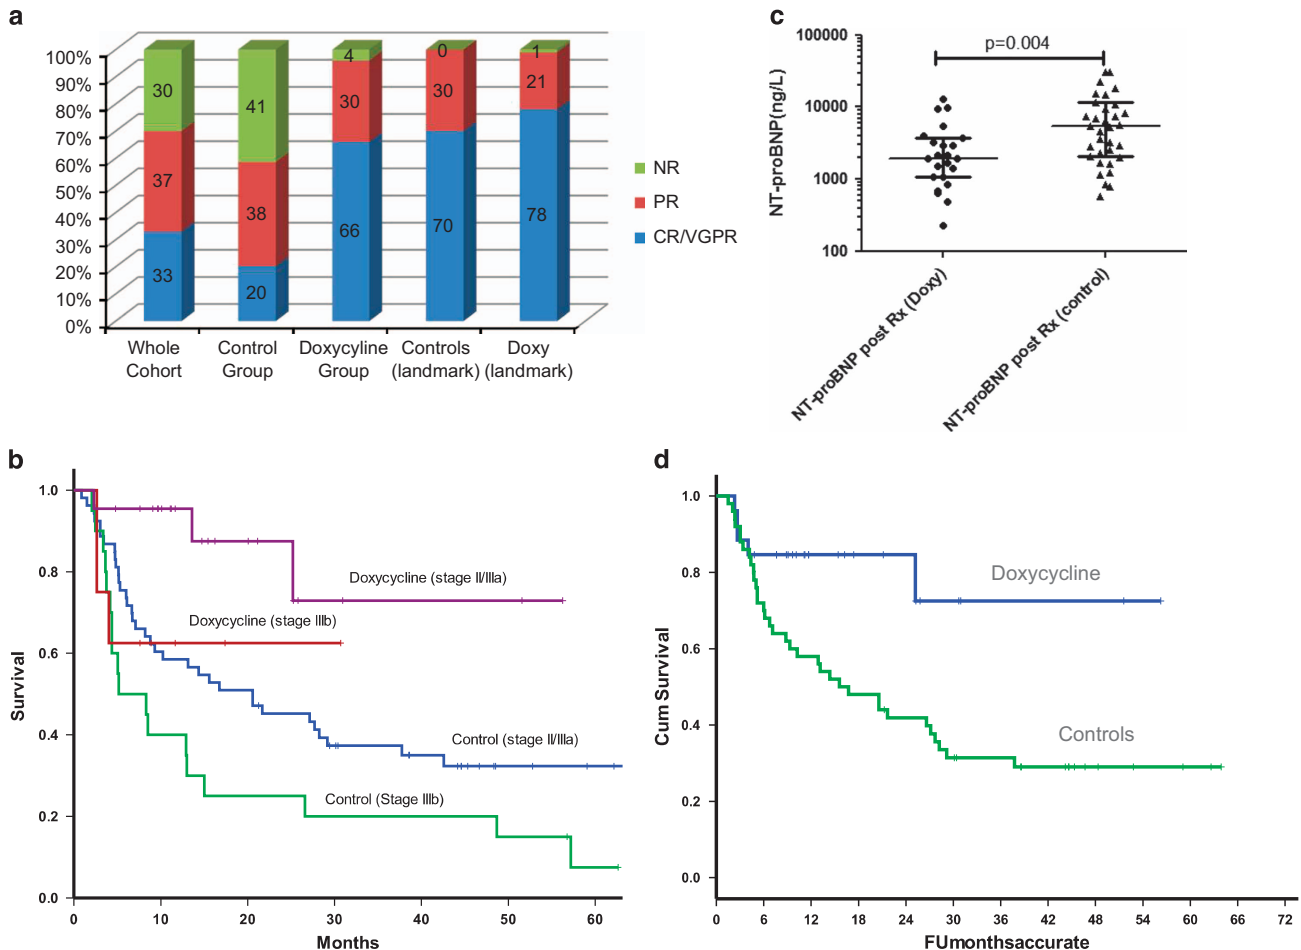 a
100%
90%
80%
70%
60%
50%
40%
30%
20%
10%
0%
30
37
33
41
38
20
4
30
66
0
30
70
1
21
78
Whole
Cohort
Control
Group
Doxycyline
Group
Controls
(landmark)
Doxy
(landmark)
NR
PR
CR/VGPR
c
p=0.004
NT-proBNP(ng/L)
100000
10000
1000
100
NT-proBNP post Rx (Doxy)
NT-proBNP post Rx (control)
b
Survival
1.0
0.8
0.6
0.4
0.2
0.0
Doxycycline (stage II/IIIa)
Doxycycline (stage IIIb)
Control (stage II/IIIa)
Control (Stage IIIb)
0 10 20 30 40 50 60
Months
d
Cum Survival
1.0
0.8
0.6
0.4
0.2
0.0
Doxycycline
Controls
0 6 12 18 24 30 36 42 48 54 60 66 72
FUmonthsaccurate